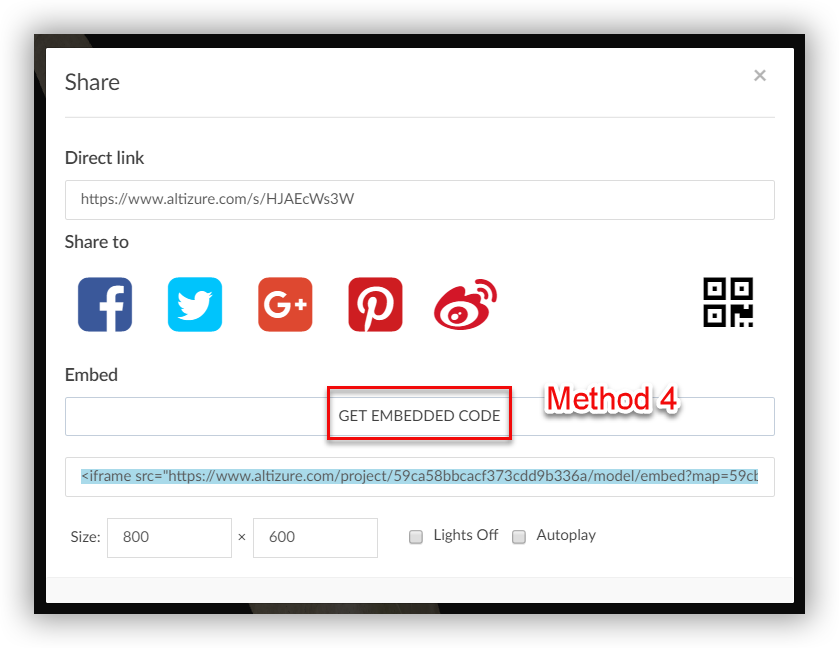 Share
×
Direct link
https://www.altizure.com/s/HJAEcWs3W
Share to
G+
Embed
GET EMBEDDED CODE
Method 4
<iframe src="https://www.altizure.com/project/59ca58bbcacf373cdd9b336a/model/embed?map=59cb
Size: 800 × 600 Lights Off Autoplay